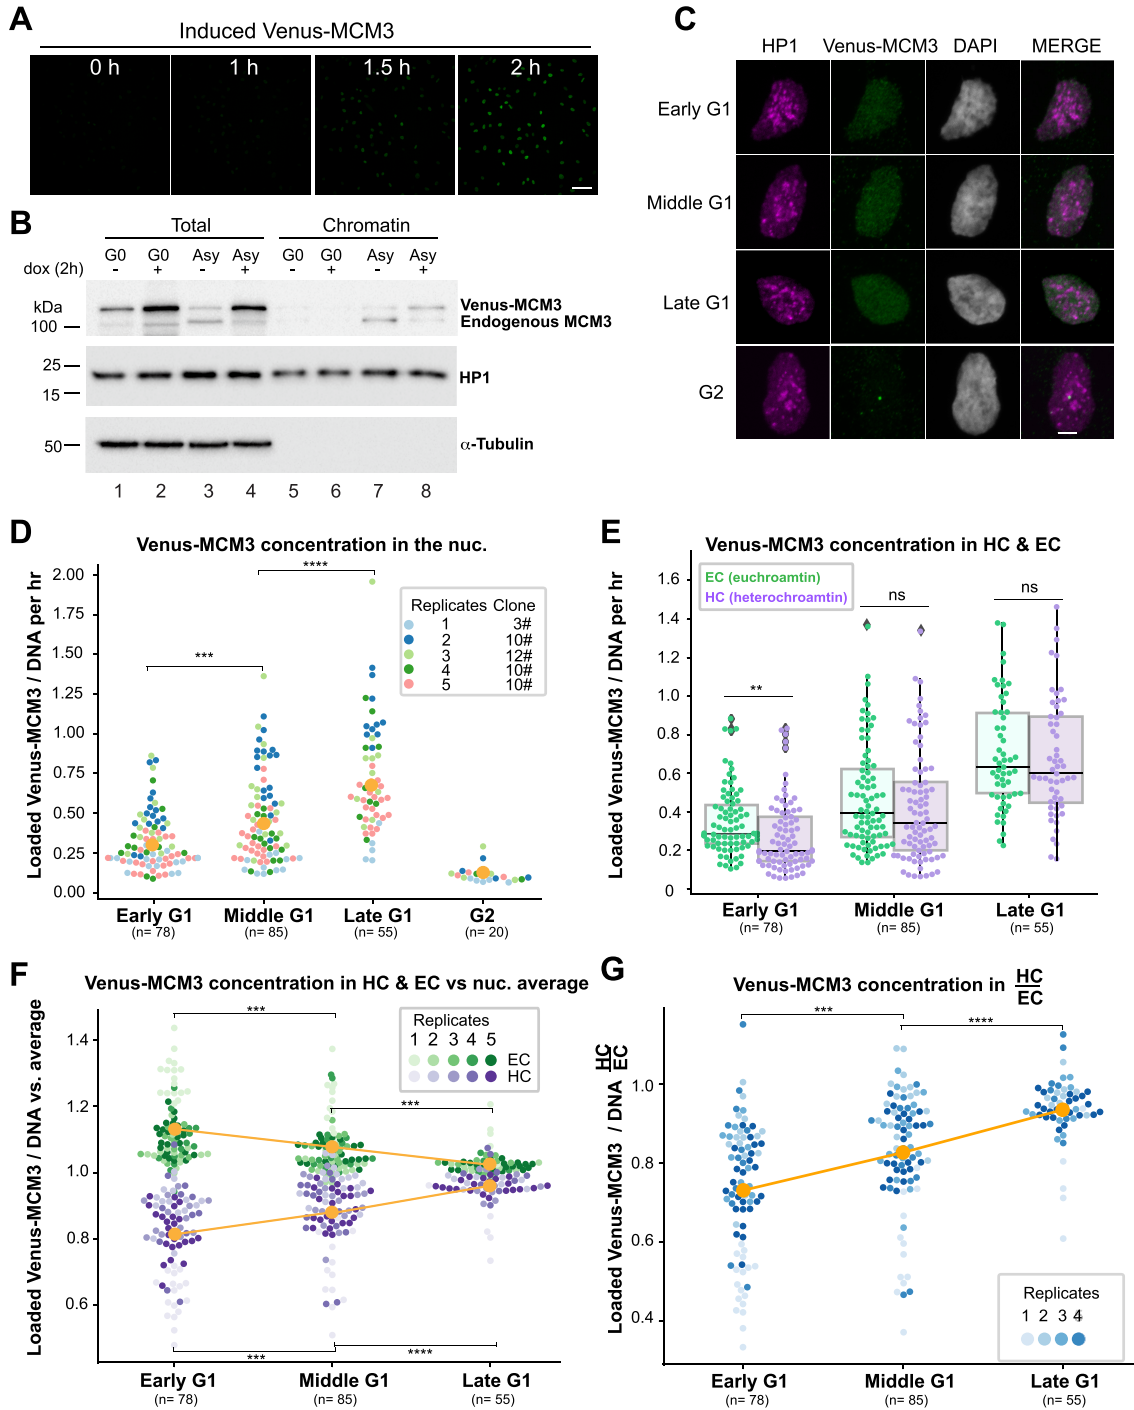 A
Induced Venus-MCM3
0 h 1 h 1.5 h 2 h
B
Total Chromatin
G0 G0 Asy Asy G0 G0 Asy Asy
dox (2h) - + - + - + - +
kDa
100
Venus-MCM3
Endogenous MCM3
25
15
HP1
50
α-Tubulin
1 2 3 4 5 6 7 8
C
HP1 Venus-MCM3 DAPI MERGE
Early G1
Middle G1
Late G1
G2
D
Venus-MCM3 concentration in the nuc.
Loaded Venus-MCM3 / DNA per hr
2.00
1.75
1.50
1.25
1.00
0.75
0.50
0.25
0.00
***
****
Replicates Clone
1 3#
2 10#
3 12#
4 10#
5 10#
Early G1 Middle G1 Late G1 G2
(n= 78) (n= 85) (n= 55) (n= 20)
E
Venus-MCM3 concentration in HC & EC
Loaded Venus-MCM3 / DNA per hr
1.6
1.4
1.2
1.0
0.8
0.6
0.4
0.2
0
EC (euchroamtin)
HC (heterochroamtin)
**
ns
ns
Early G1 Middle G1 Late G1
(n= 78) (n= 85) (n= 55)
F
Venus-MCM3 concentration in HC & EC vs nuc. average
Loaded Venus-MCM3 / DNA vs. average
1.4
1.2
1.0
0.8
0.6
***
***
***
****
Replicates
1 2 3 4 5
EC
HC
Early G1 Middle G1 Late G1
(n= 78) (n= 85) (n= 55)
G
Venus-MCM3 concentration in HC
EC
Loaded Venus-MCM3 / DNA HC
EC
1.0
0.8
0.6
0.4
***
****
Replicates
1 2 3 4
Early G1 Middle G1 Late G1
(n= 78) (n= 85) (n= 55)